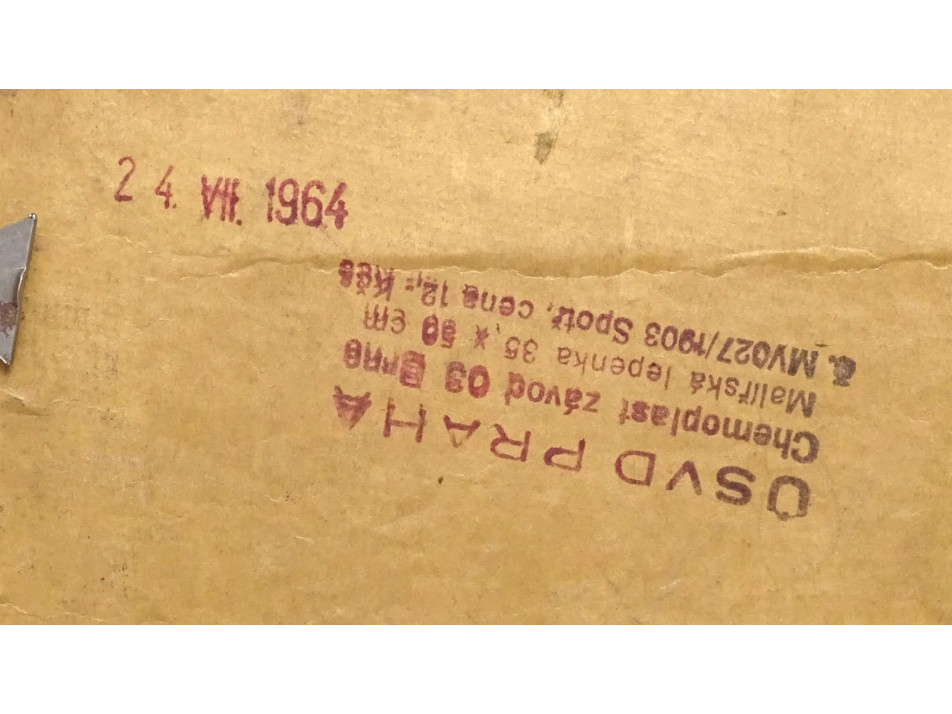 24. VII. 1964
ÚSVD PRAHA
Chemoplast závod 03 Brno
Malířská lepenka 35 x 50 cm
č. MV027/1903 Spotř. cena 12,- Kčs